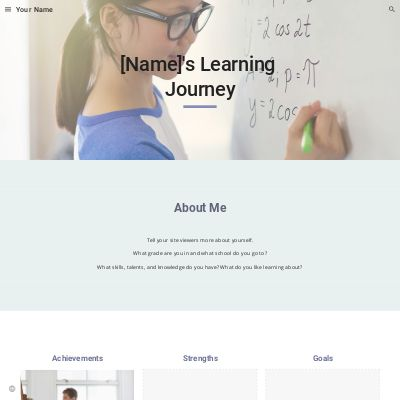 Your Name
y = 2 cos 2t
[Name]'s Learning
Journey
y = 2 cos
About Me
Tell your site viewers more about yourself.
What grade are you in and what school do you go to?
What skills, talents, and knowledge do you have? What do you like learning about?
Achievements
Strengths
Goals